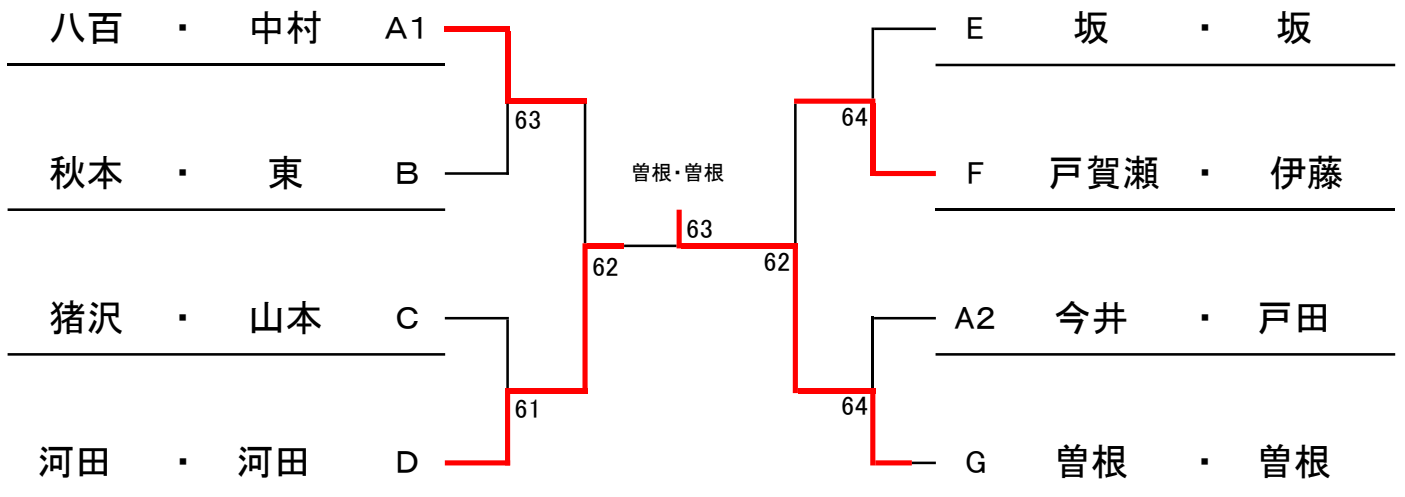 八百 ・ 中村 A1
E 坂 ・ 坂
63
64
秋本 ・ 東 B
曽根・曽根
F 戸賀瀬 ・ 伊藤
63
62
62
猪沢 ・ 山本 C
A2 今井 ・ 戸田
61
64
河田 ・ 河田 D
G 曽根 ・ 曽根